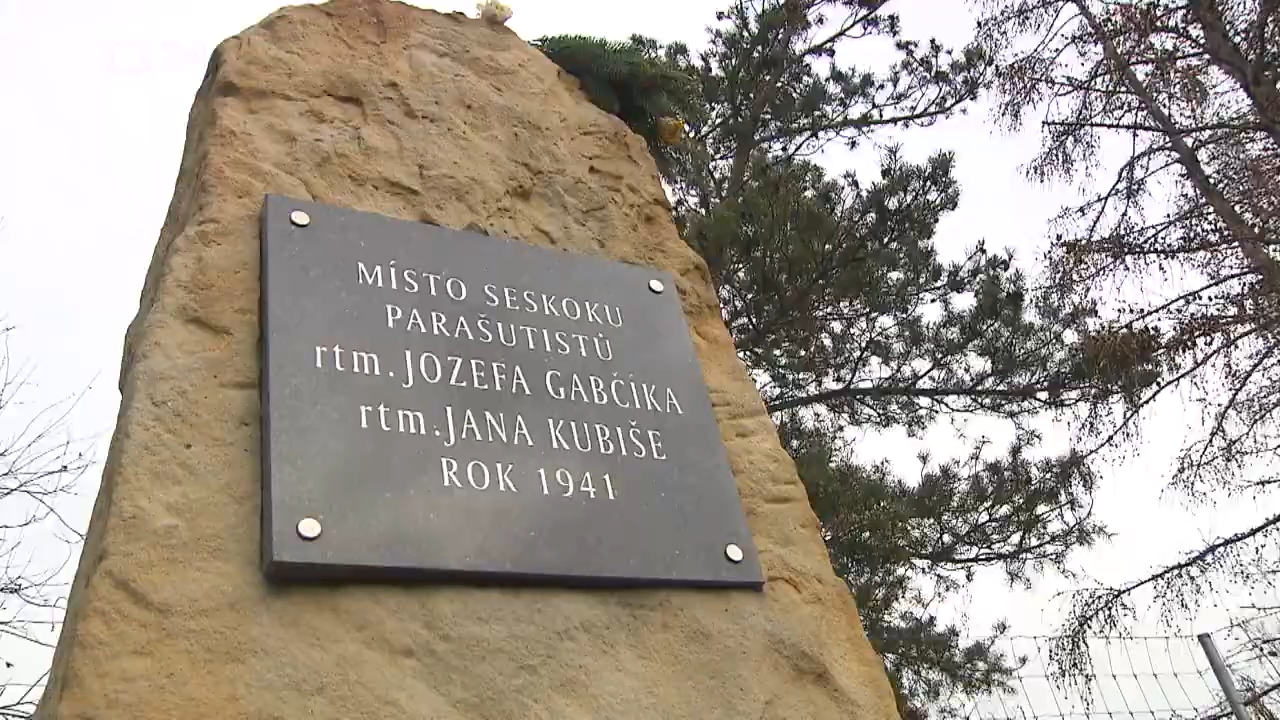 MÍSTO SESKOKU
PARAŠUTISTŮ
rtm. JOZEFA GABČÍKA
rtm. JANA KUBIŠE
ROK 1941